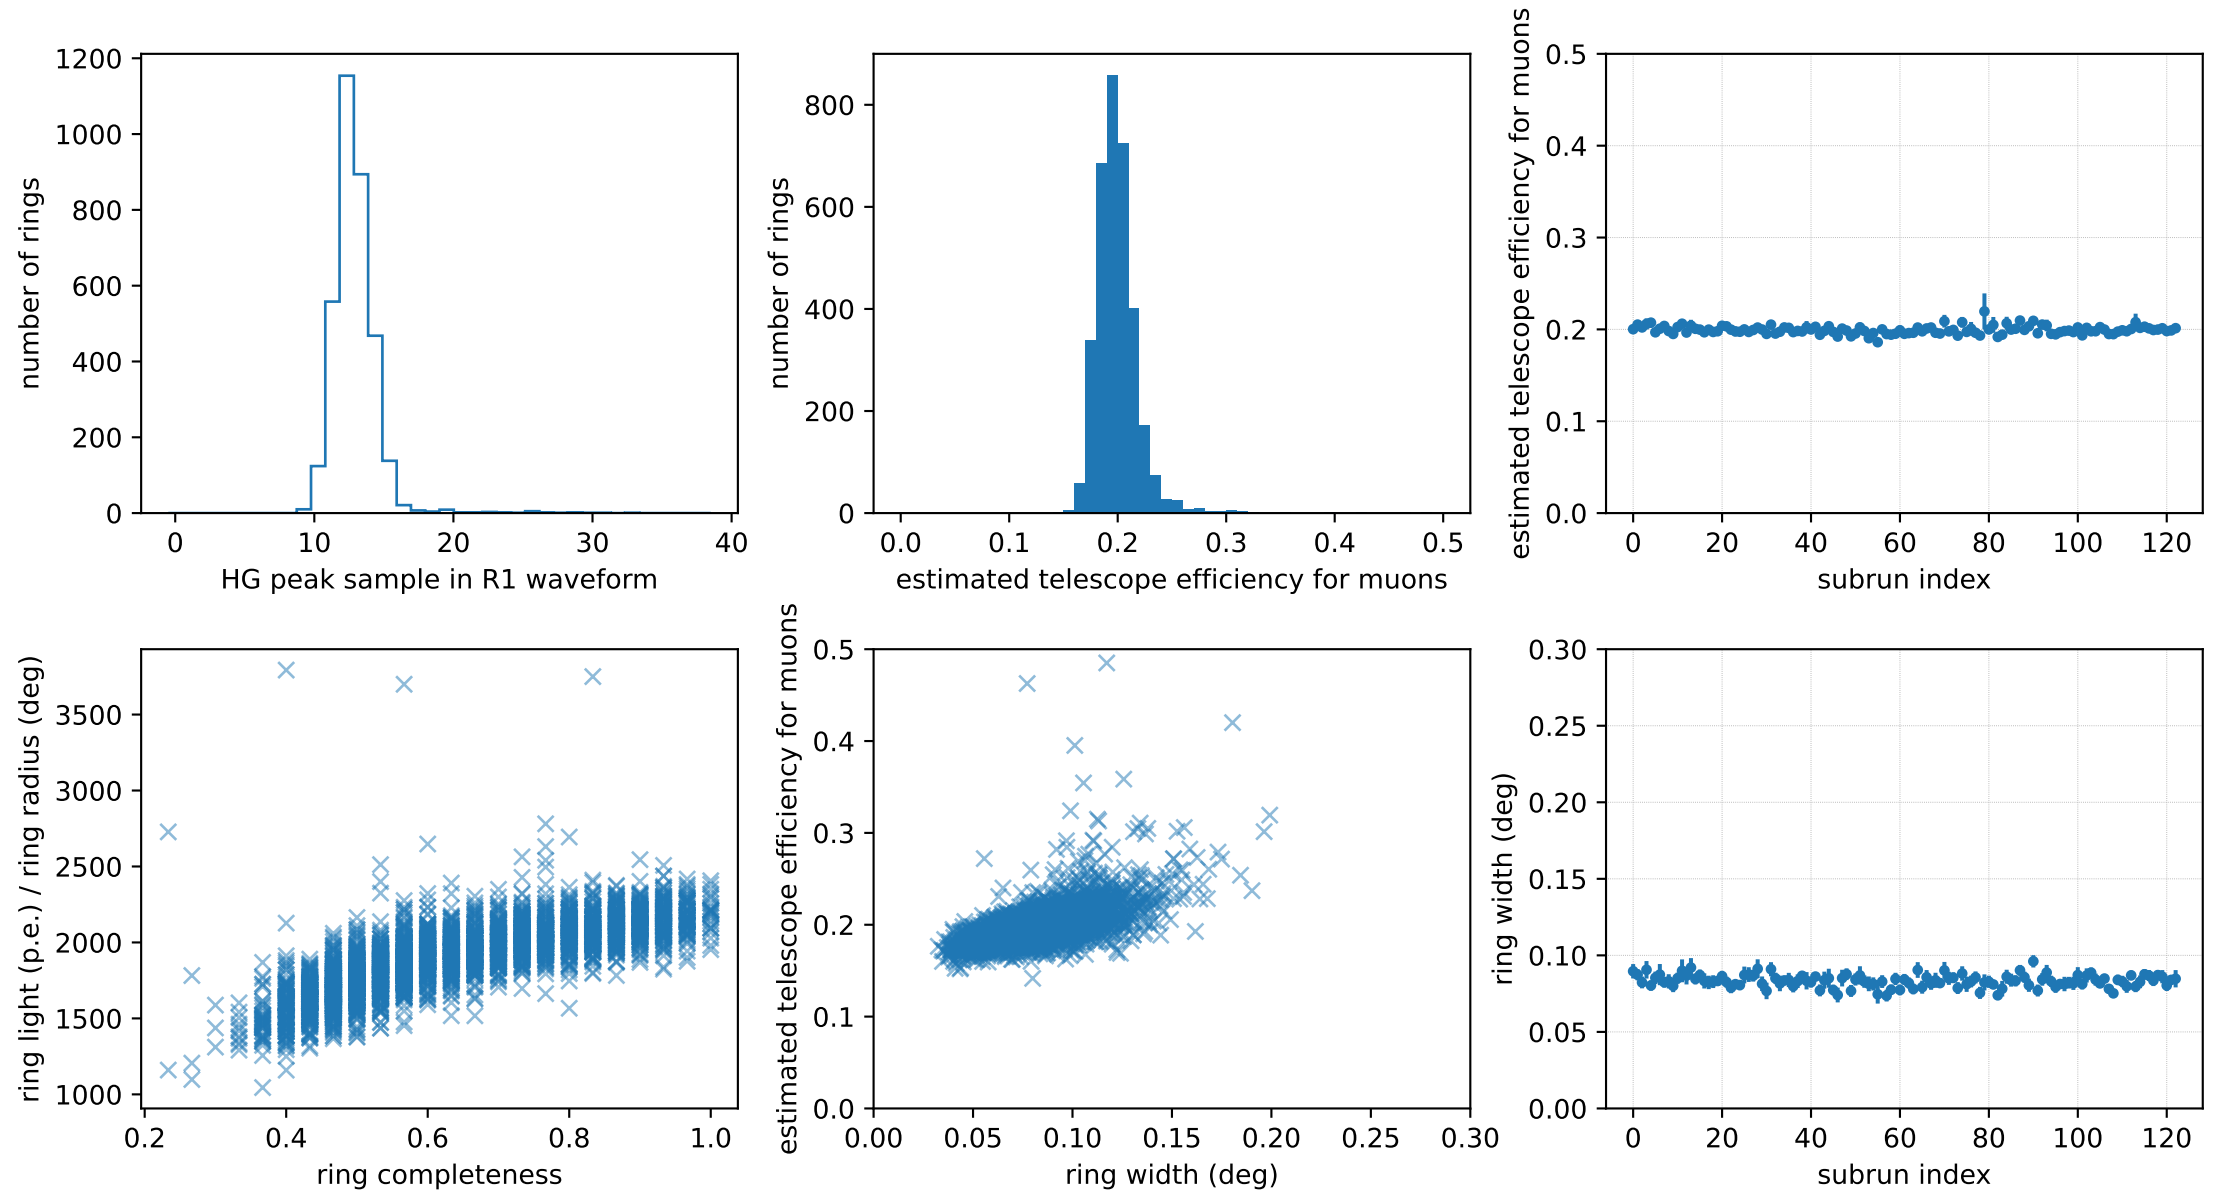 number of rings
1200
1000
800
600
400
200
0
0 10 20 30 40
HG peak sample in R1 waveform
number of rings
800
600
400
200
0
0.0 0.1 0.2 0.3 0.4 0.5
estimated telescope efficiency for muons
estimated telescope efficiency for muons
0.5
0.4
0.3
0.2
0.1
0.0
0 20 40 60 80 100 120
subrun index
ring light (p.e.) / ring radius (deg)
3500
3000
2500
2000
1500
1000
0.2 0.4 0.6 0.8 1.0
ring completeness
estimated telescope efficiency for muons
0.5
0.4
0.3
0.2
0.1
0.0
0.00 0.05 0.10 0.15 0.20 0.25 0.30
ring width (deg)
ring width (deg)
0.30
0.25
0.20
0.15
0.10
0.05
0.00
0 20 40 60 80 100 120
subrun index